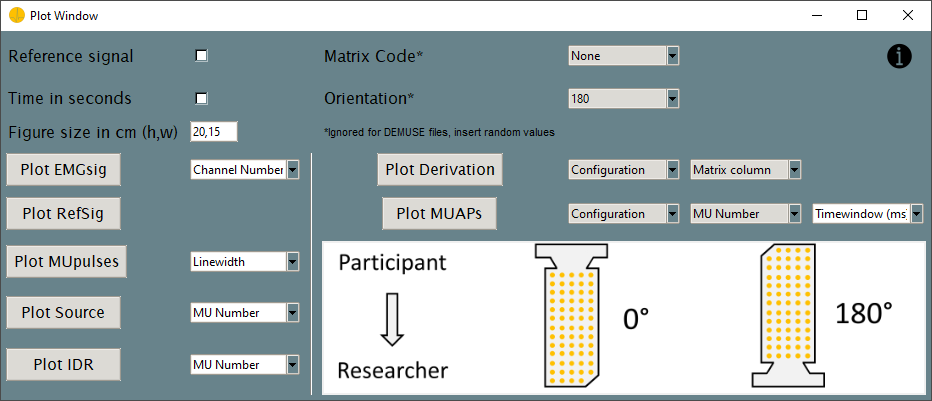 Plot Window
Reference signal
Matrix Code*
None
Time in seconds
Orientation*
180
Figure size in cm (h,w)
20,15
*Ignored for DEMUSE files, insert random values
Plot EMGsig
Channel Number
Plot Derivation
Configuration
Matrix column
Plot RefSig
Plot MUAPs
Configuration
MU Number
Timewindow (ms
Plot MUpulses
Linewidth
Plot Source
MU Number
Plot IDR
MU Number
Participant
Researcher
0°
180°